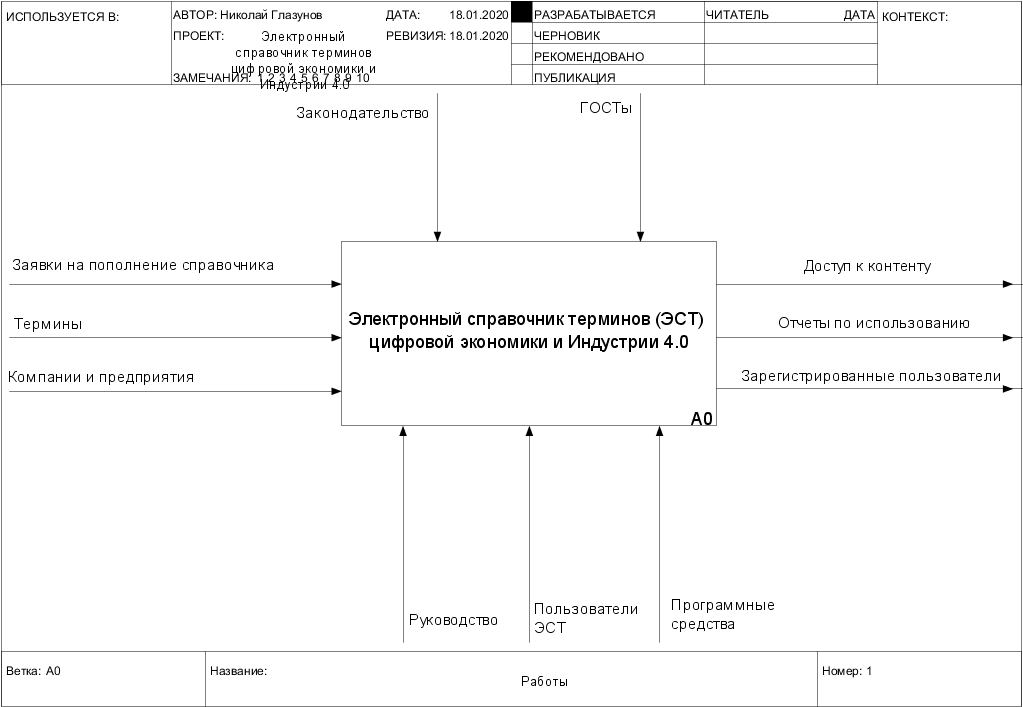 ИСПОЛЬЗУЕТСЯ В:
АВТОР: Николай Глазунов
ДАТА: 18.01.2020
РАЗРАБАТЫВАЕТСЯ
ЧИТАТЕЛЬ
ДАТА
КОНТЕКСТ:
ПРОЕКТ:
Электронный
справочник терминов
цифровой экономики и
Индустрии 4.0
РЕВИЗИЯ: 18.01.2020
ЧЕРНОВИК
РЕКОМЕНДОВАНО
ЗАМЕЧАНИЯ: 1 2 3 4 5 6 7 8 9 10
ПУБЛИКАЦИЯ
Законодательство
ГОСТы
Заявки на пополнение справочника
Доступ к контенту
Термины
Отчеты по использованию
Компании и предприятия
Зарегистрированные пользователи
Электронный справочник терминов (ЭСТ)
цифровой экономики и Индустрии 4.0
A0
Руководство
Пользователи
ЭСТ
Программные
средства
Ветка: A0
Название:
Работы
Номер: 1